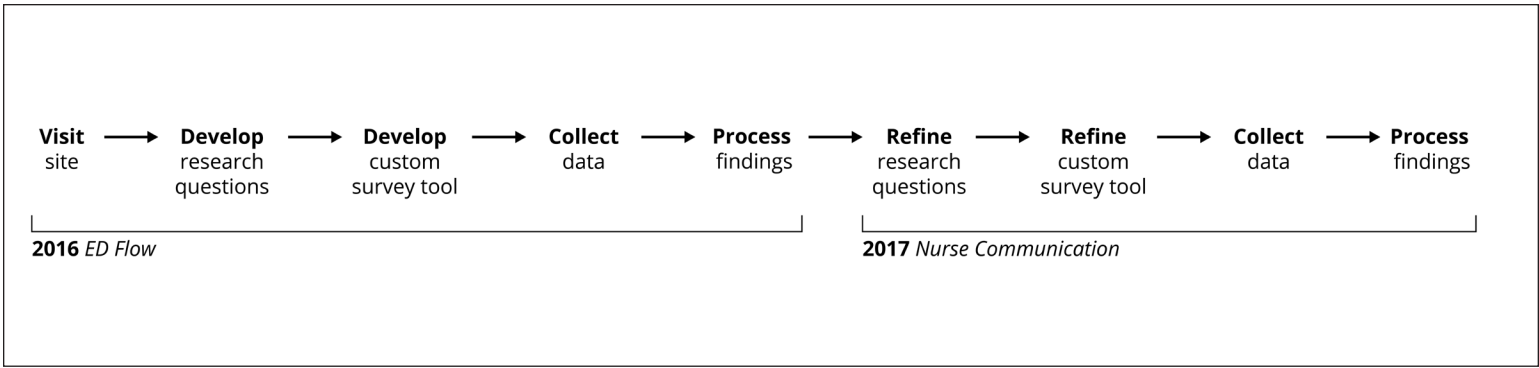 Visit
site
Develop
research
questions
Develop
custom
survey tool
Collect
data
Process
findings
Refine
research
questions
Refine
custom
survey tool
Collect
data
Process
findings
2016 ED Flow
2017 Nurse Communication